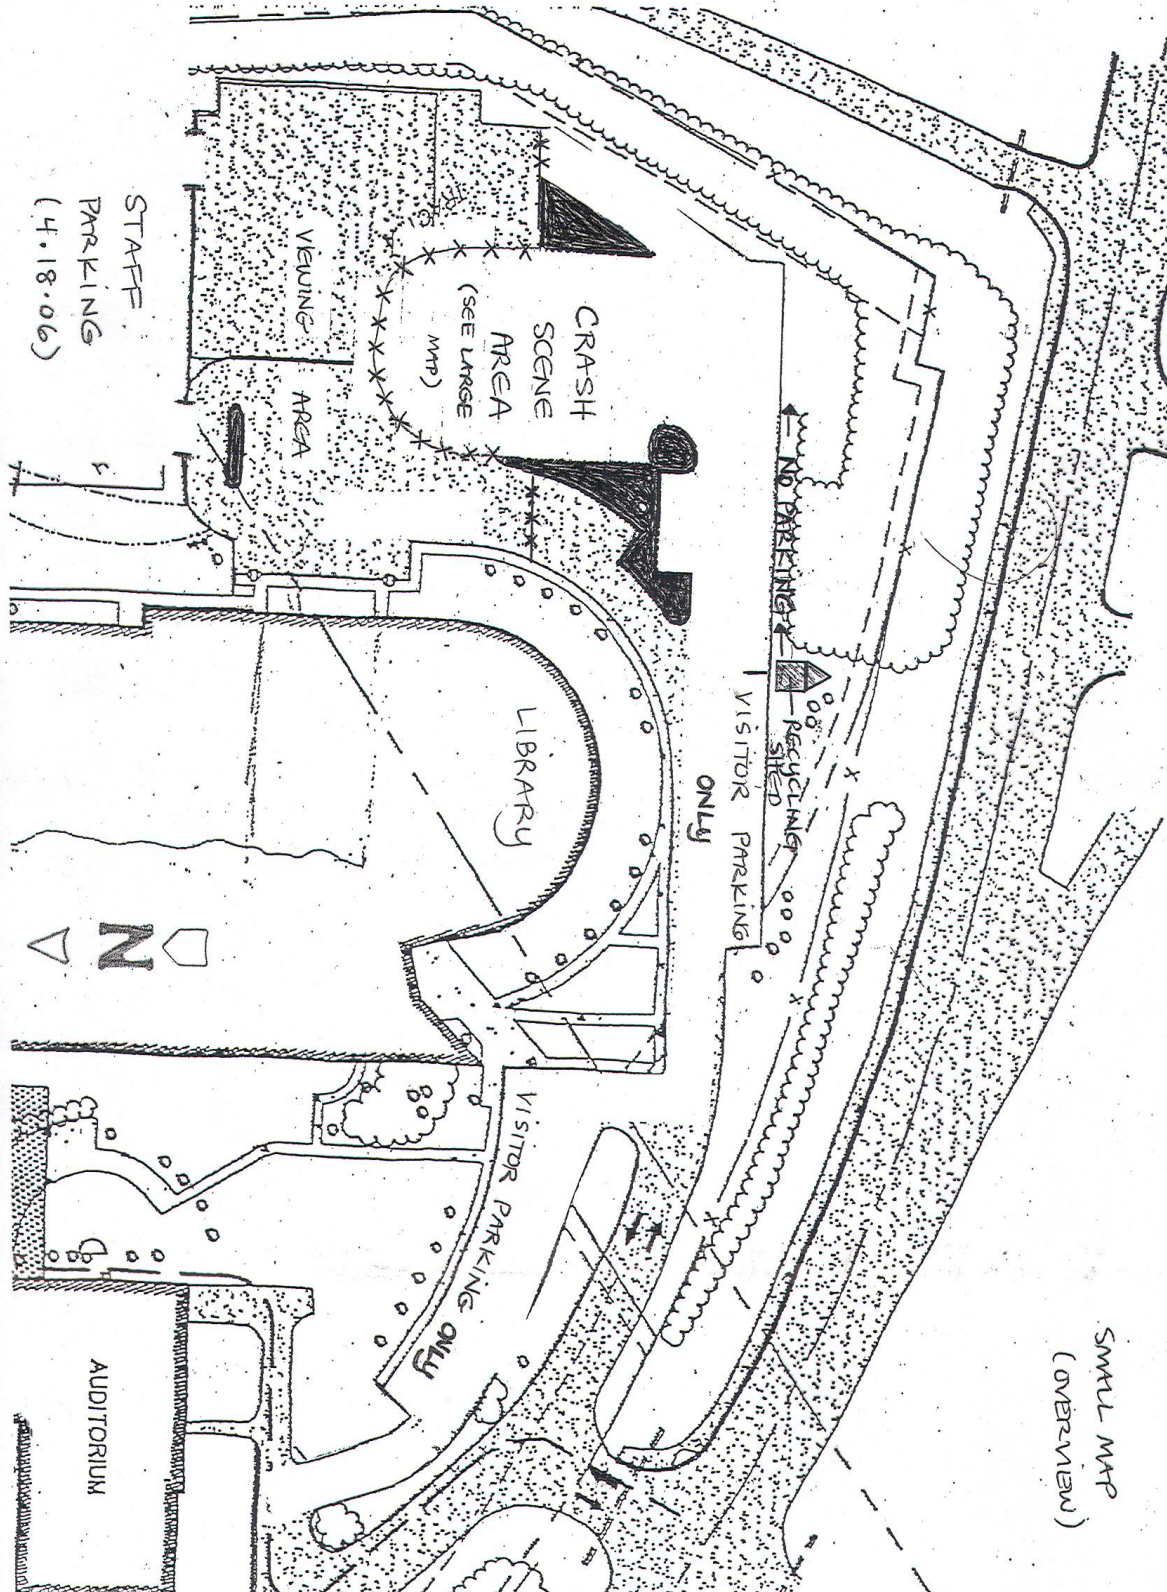 SMALL MAP
(OVERVIEW)
← NO PARKING →
RECYCLING
SHED
VISITOR PARKING
ONLY
CRASH
SCENE
AREA
(SEE LARGE
MAP)
VIEWING AREA
STAFF
PARKING
(4.18.06)
LIBRARY
VISITOR PARKING ONLY
N
AUDITORIUM